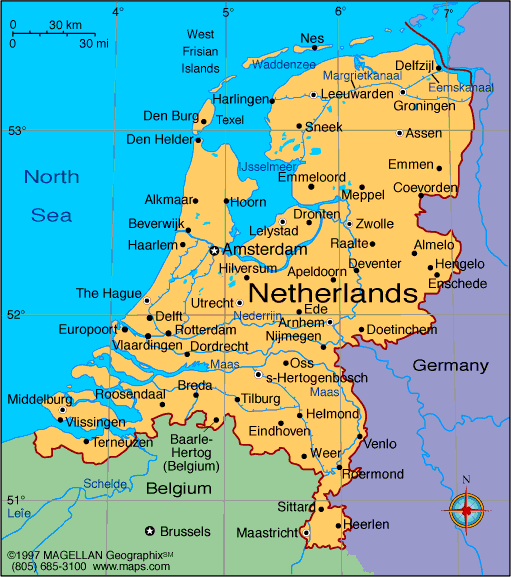 4°
5°
6°
7°
0 30 km
0 30 mi
West
Frisian
Islands
Nes
Waddenzee
Delfzijl
Margrietkanaal
Eemskanaal
Harlingen
Leeuwarden
Groningen
Den Burg
Texel
Sneek
53°
53°
Assen
Den Helder
IJsselmeer
Emmen
North
Sea
Emmeloord
Meppel
Coevorden
Alkmaar
Hoorn
Dronten
Lelystad
Zwolle
Beverwijk
Haarlem
Amsterdam
Raalte
Almelo
Hilversum
Apeldoorn
Deventer
Hengelo
Enschede
The Hague
Utrecht
Netherlands
52°
52°
Delft
Nederrijn
Ede
Arnhem
Europoort
Rotterdam
Doetinchem
Vlaardingen
Dordrecht
Nijmegen
Maas
Oss
Germany
s-Hertogenbosch
Middelburg
Roosendaal
Breda
Maas
Tilburg
Vlissingen
Helmond
Eindhoven
Terneuzen
Baarle-
Hertog
(Belgium)
Venlo
Weer
Roermond
Schelde
Belgium
51°
51°
Leie
Sittard
N
Brussels
Maastricht
Heerlen
©1997 MAGELLAN Geographix℠
(805) 685-3100 www.maps.com